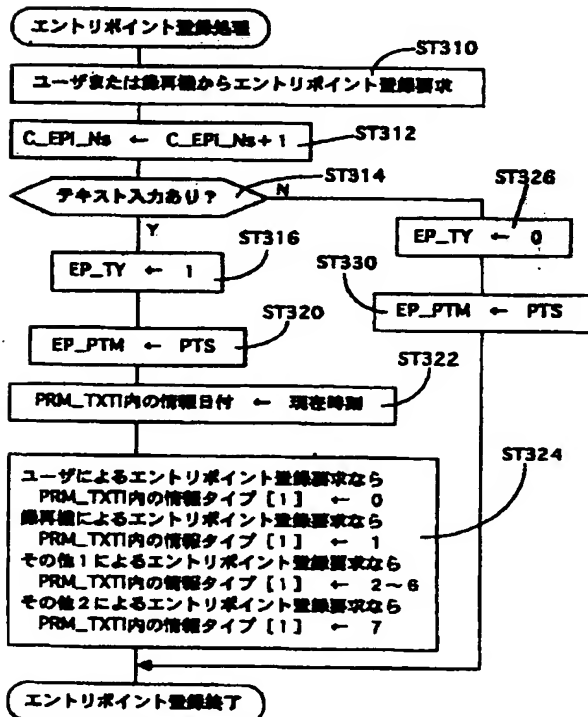 エントリポイント登録処理
ST310
ユーザまたは録再機からエントリポイント登録要求
C_EPI_Ns ← C_EPI_Ns+1
ST312
テキスト入力あり?
ST314
N
Y
ST326
EP_TY ← 0
ST316
EP_TY ← 1
ST330
EP_PTM ← PTS
ST320
EP_PTM ← PTS
ST322
PRM_TXTI内の情報日付 ← 現在時刻
ST324
ユーザによるエントリポイント登録要求なら
PRM_TXTI内の情報タイプ [1] ← 0
録再機によるエントリポイント登録要求なら
PRM_TXTI内の情報タイプ [1] ← 1
その他1によるエントリポイント登録要求なら
PRM_TXTI内の情報タイプ [1] ← 2~6
その他2によるエントリポイント登録要求なら
PRM_TXTI内の情報タイプ [1] ← 7
エントリポイント登録終了